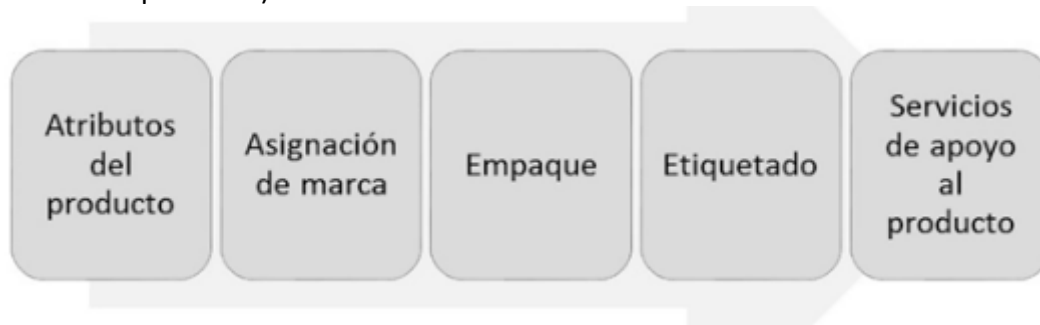 Atributos
del
producto
Asignación
de marca
Empaque
Etiquetado
Servicios
de apoyo
al
producto